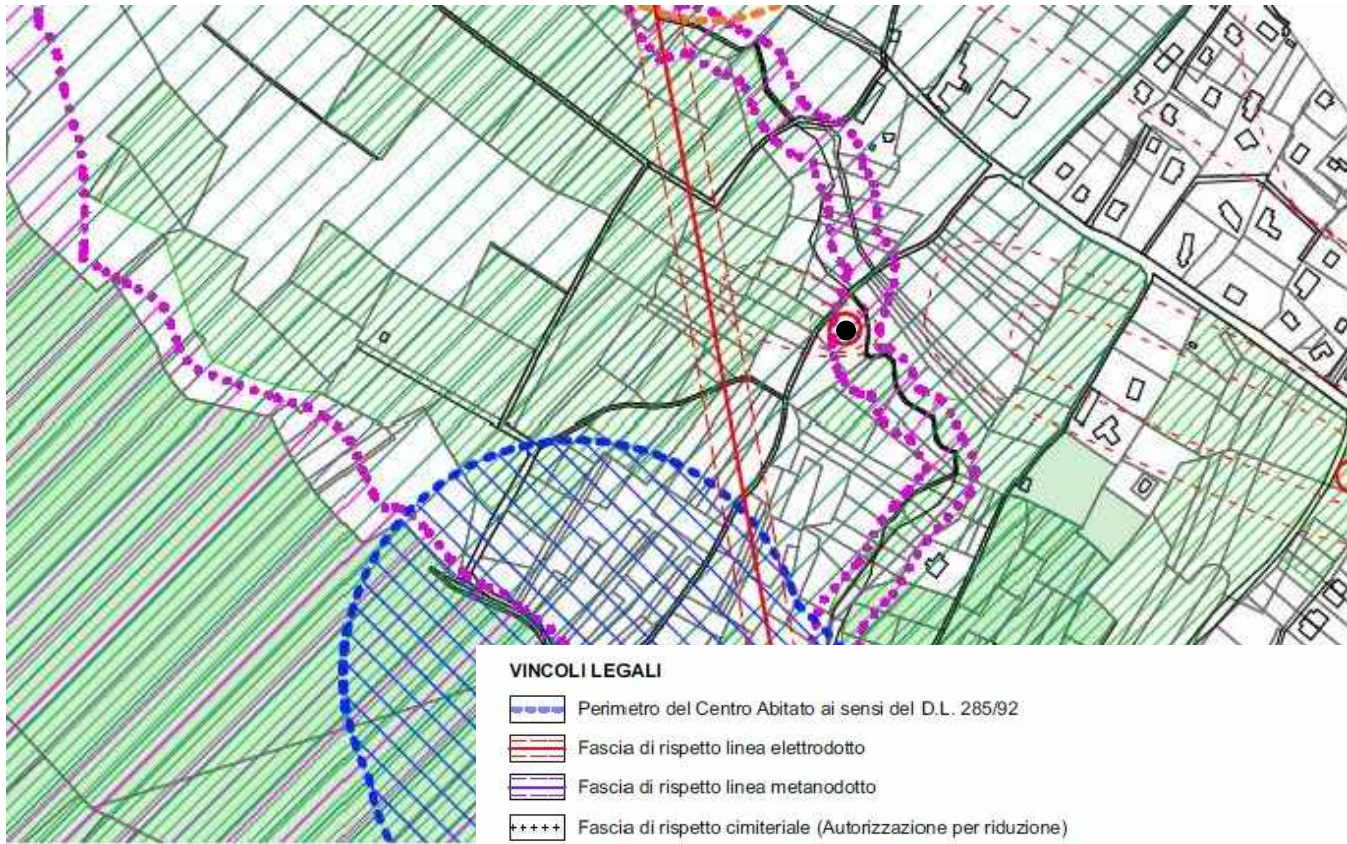 VINCOLI LEGALI
Perimetro del Centro Abitato ai sensi del D.L. 285/92
Fascia di rispetto linea elettrodotto
Fascia di rispetto linea metanodotto
Fascia di rispetto cimiteriale (Autorizzazione per riduzione)